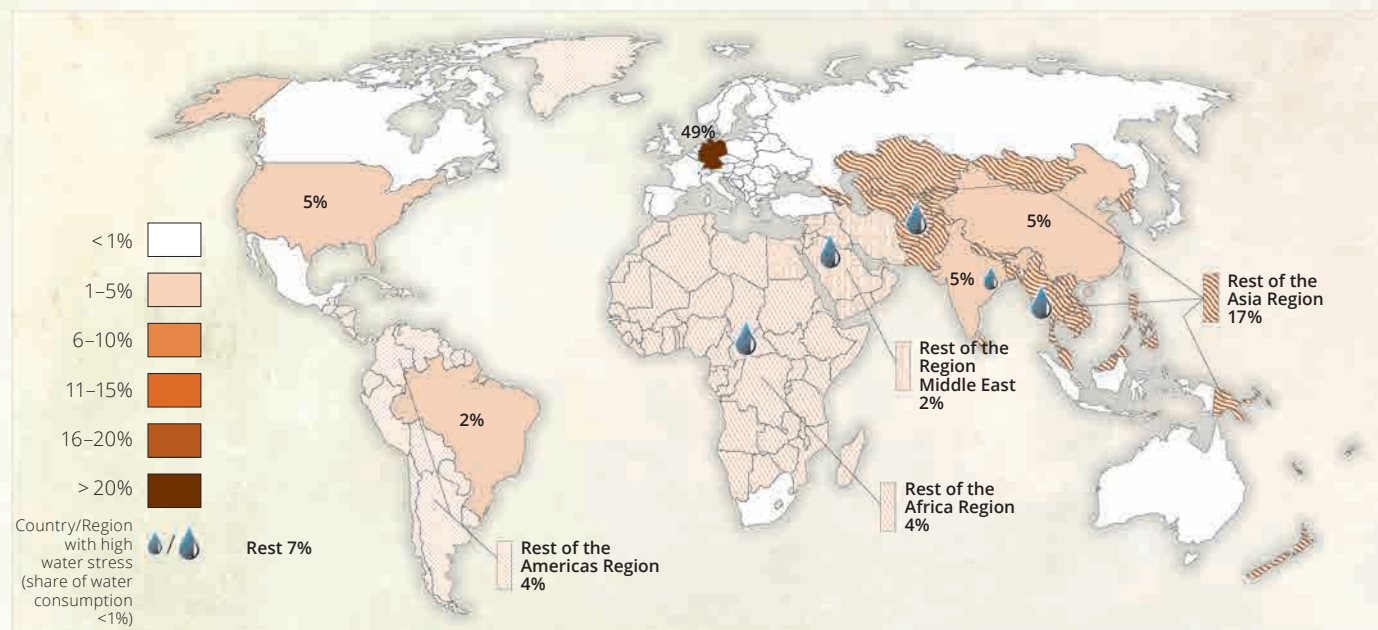 49%
5%
5%
5%
2%
< 1%
1–5%
6–10%
11–15%
16–20%
> 20%
Country/Region
with high
water stress
(share of water
consumption
<1%)
/
Rest 7%
Rest of the
Asia Region
17%
Rest of the
Region
Middle East
2%
Rest of the
Africa Region
4%
Rest of the
Americas Region
4%